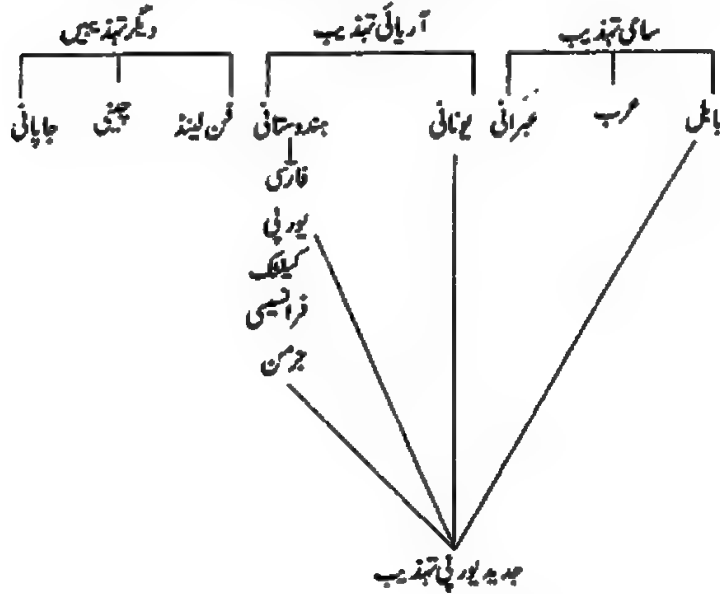 سامی تہذیب آریائی تہذیب دیگر تہذیبیں
بابلی عرب عبرانی یونانی ہندوستانی فن لینڈ چینی جاپانی
فارسی
یورپی
کیلٹک
فرانسیسی
جرمن
جدید یورپی تہذیب